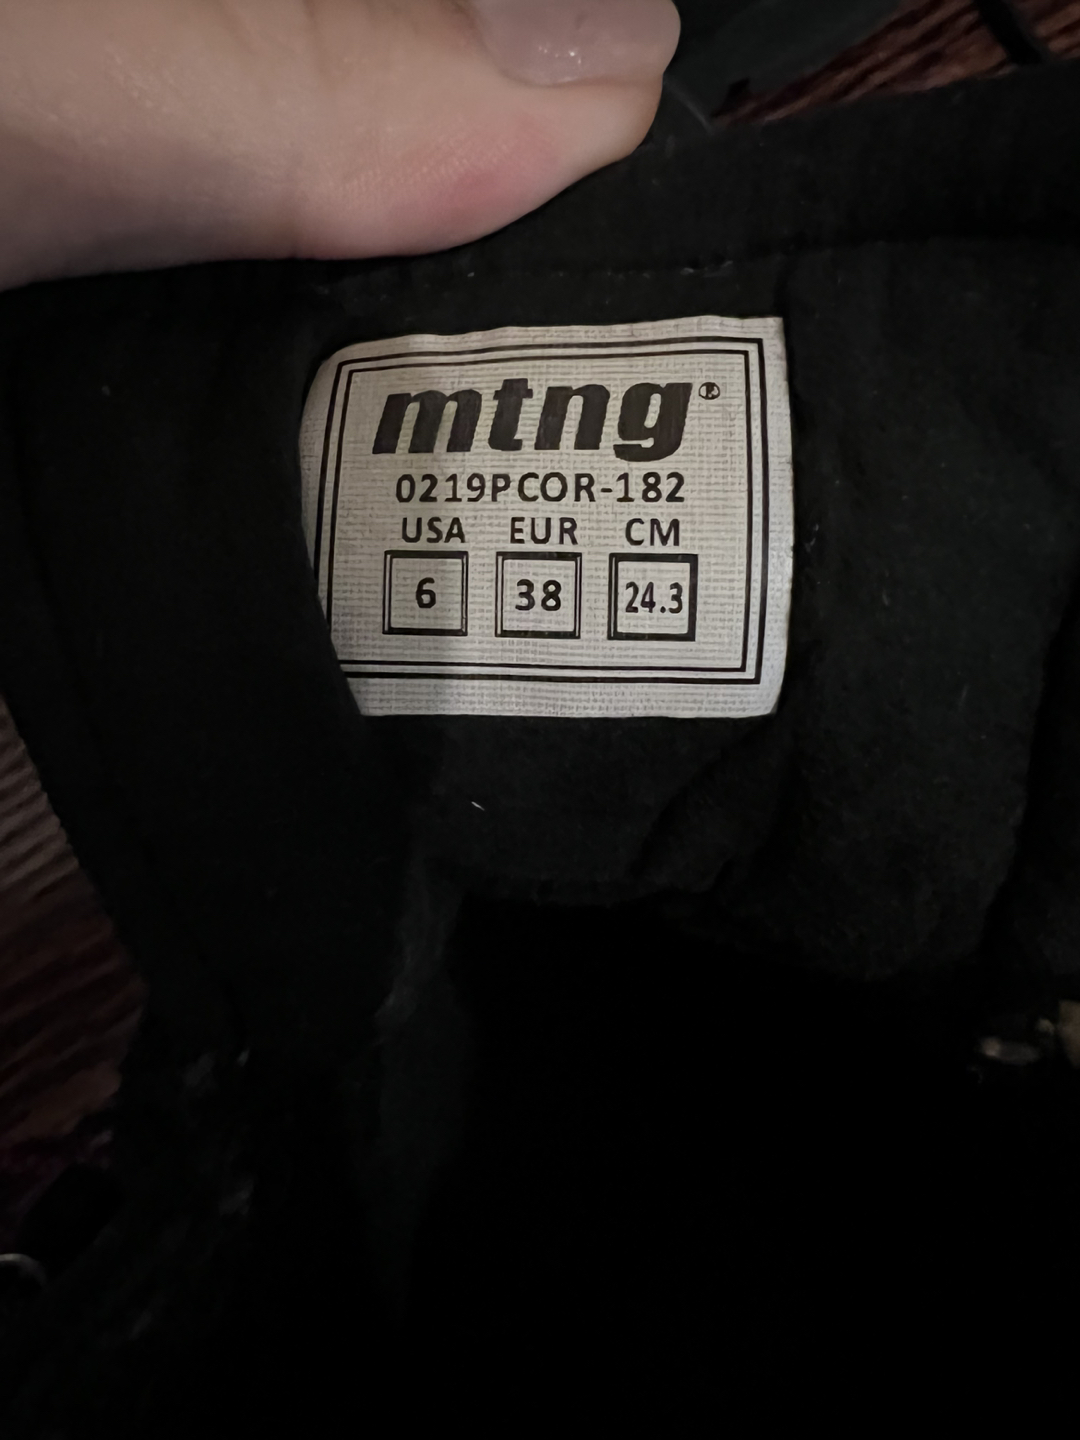 mtng®
0219PCOR-182
USA EUR CM
6 38 24.3